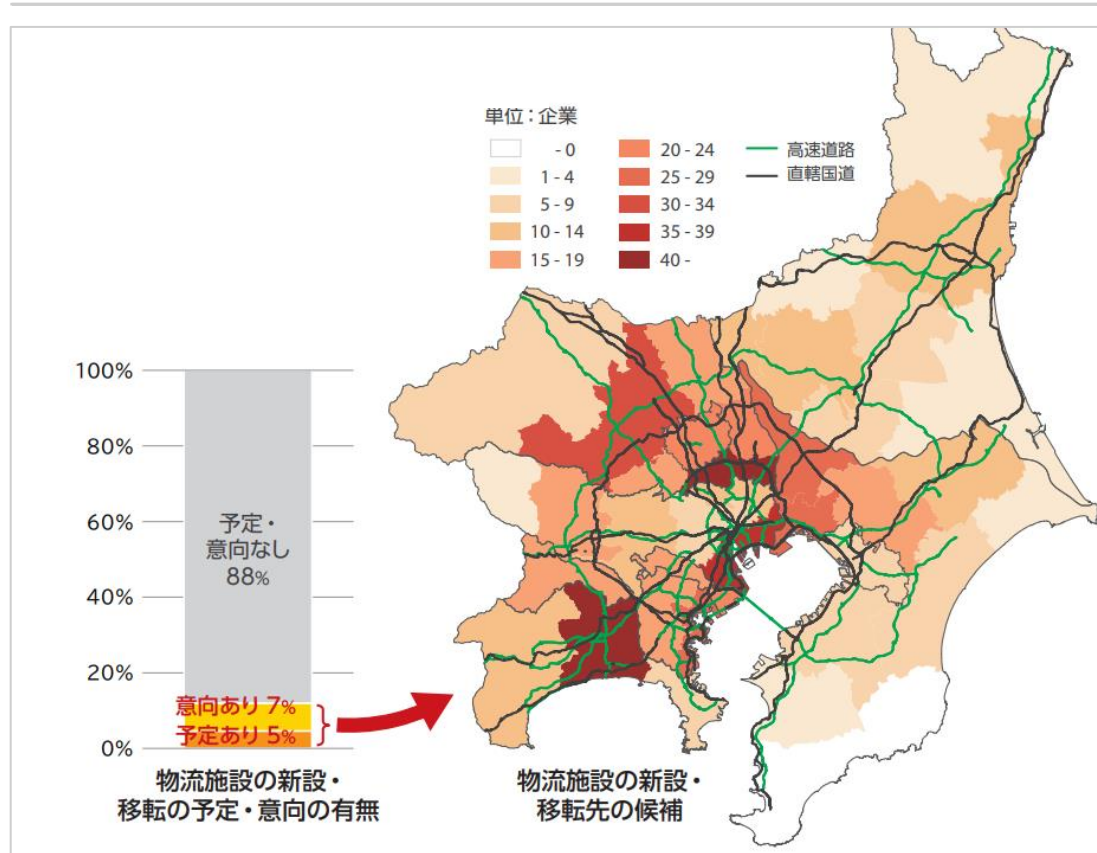 単位：企業
- 0
1 - 4
5 - 9
10 - 14
15 - 19
20 - 24
25 - 29
30 - 34
35 - 39
40 -
高速道路
直轄国道
100%
80%
60%
40%
20%
0%
予定・
意向なし
88%
意向あり 7%
予定あり 5%
物流施設の新設・
移転の予定・意向の有無
物流施設の新設・
移転先の候補